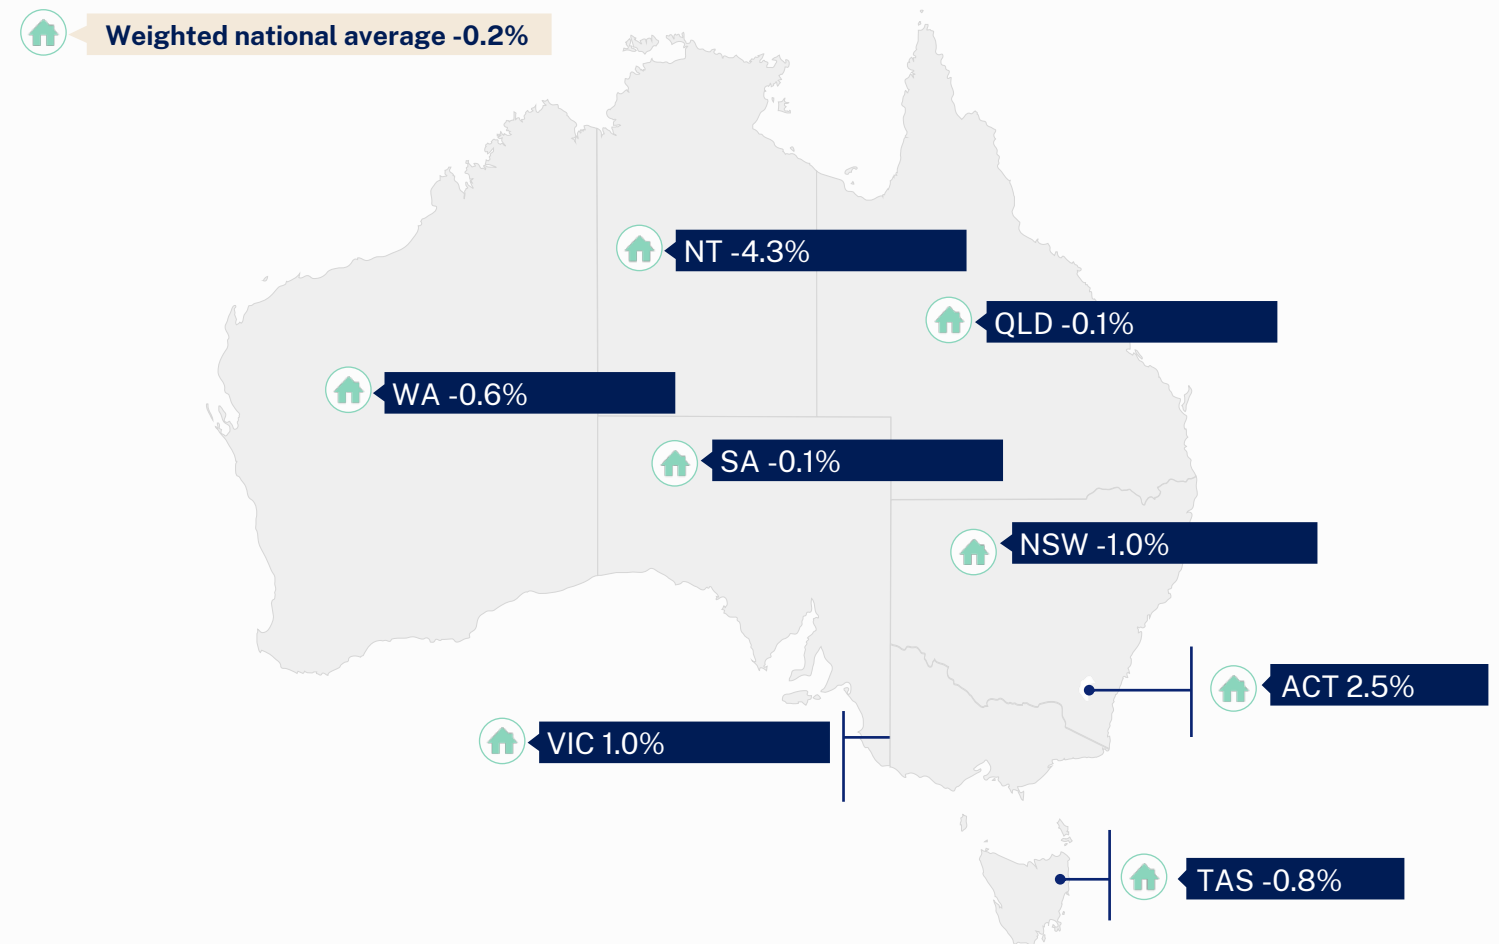 Weighted national average -0.2%
NT -4.3%
QLD -0.1%
WA -0.6%
SA -0.1%
NSW -1.0%
ACT 2.5%
VIC 1.0%
TAS -0.8%